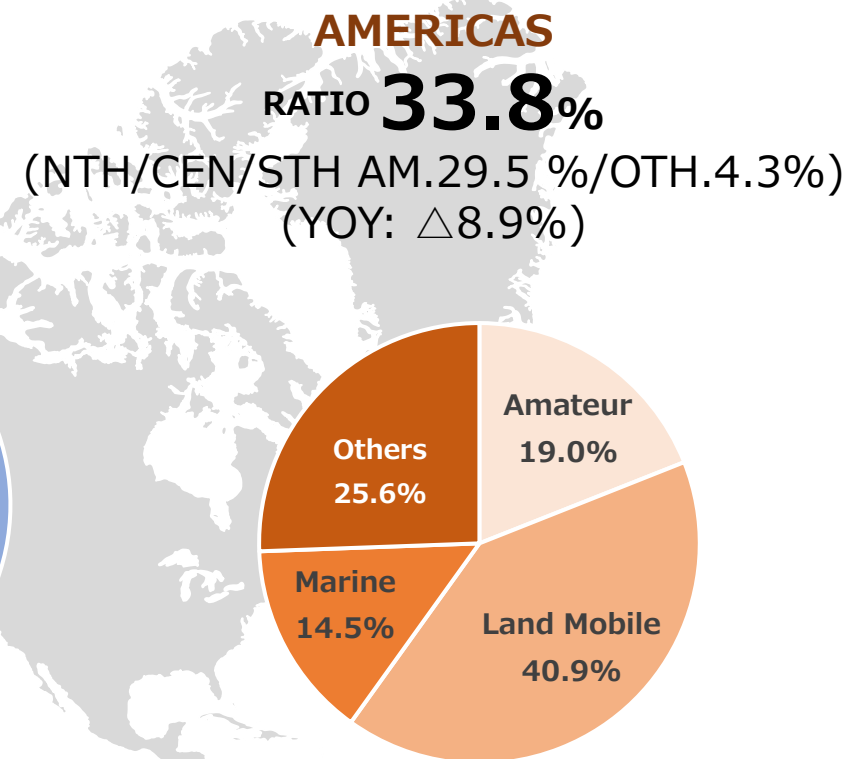 AMERICAS
RATIO 33.8%
(NTH/CEN/STH AM.29.5 %/OTH.4.3%)
(YOY: △8.9%)
Amateur
19.0%
Others
25.6%
Marine
14.5%
Land Mobile
40.9%